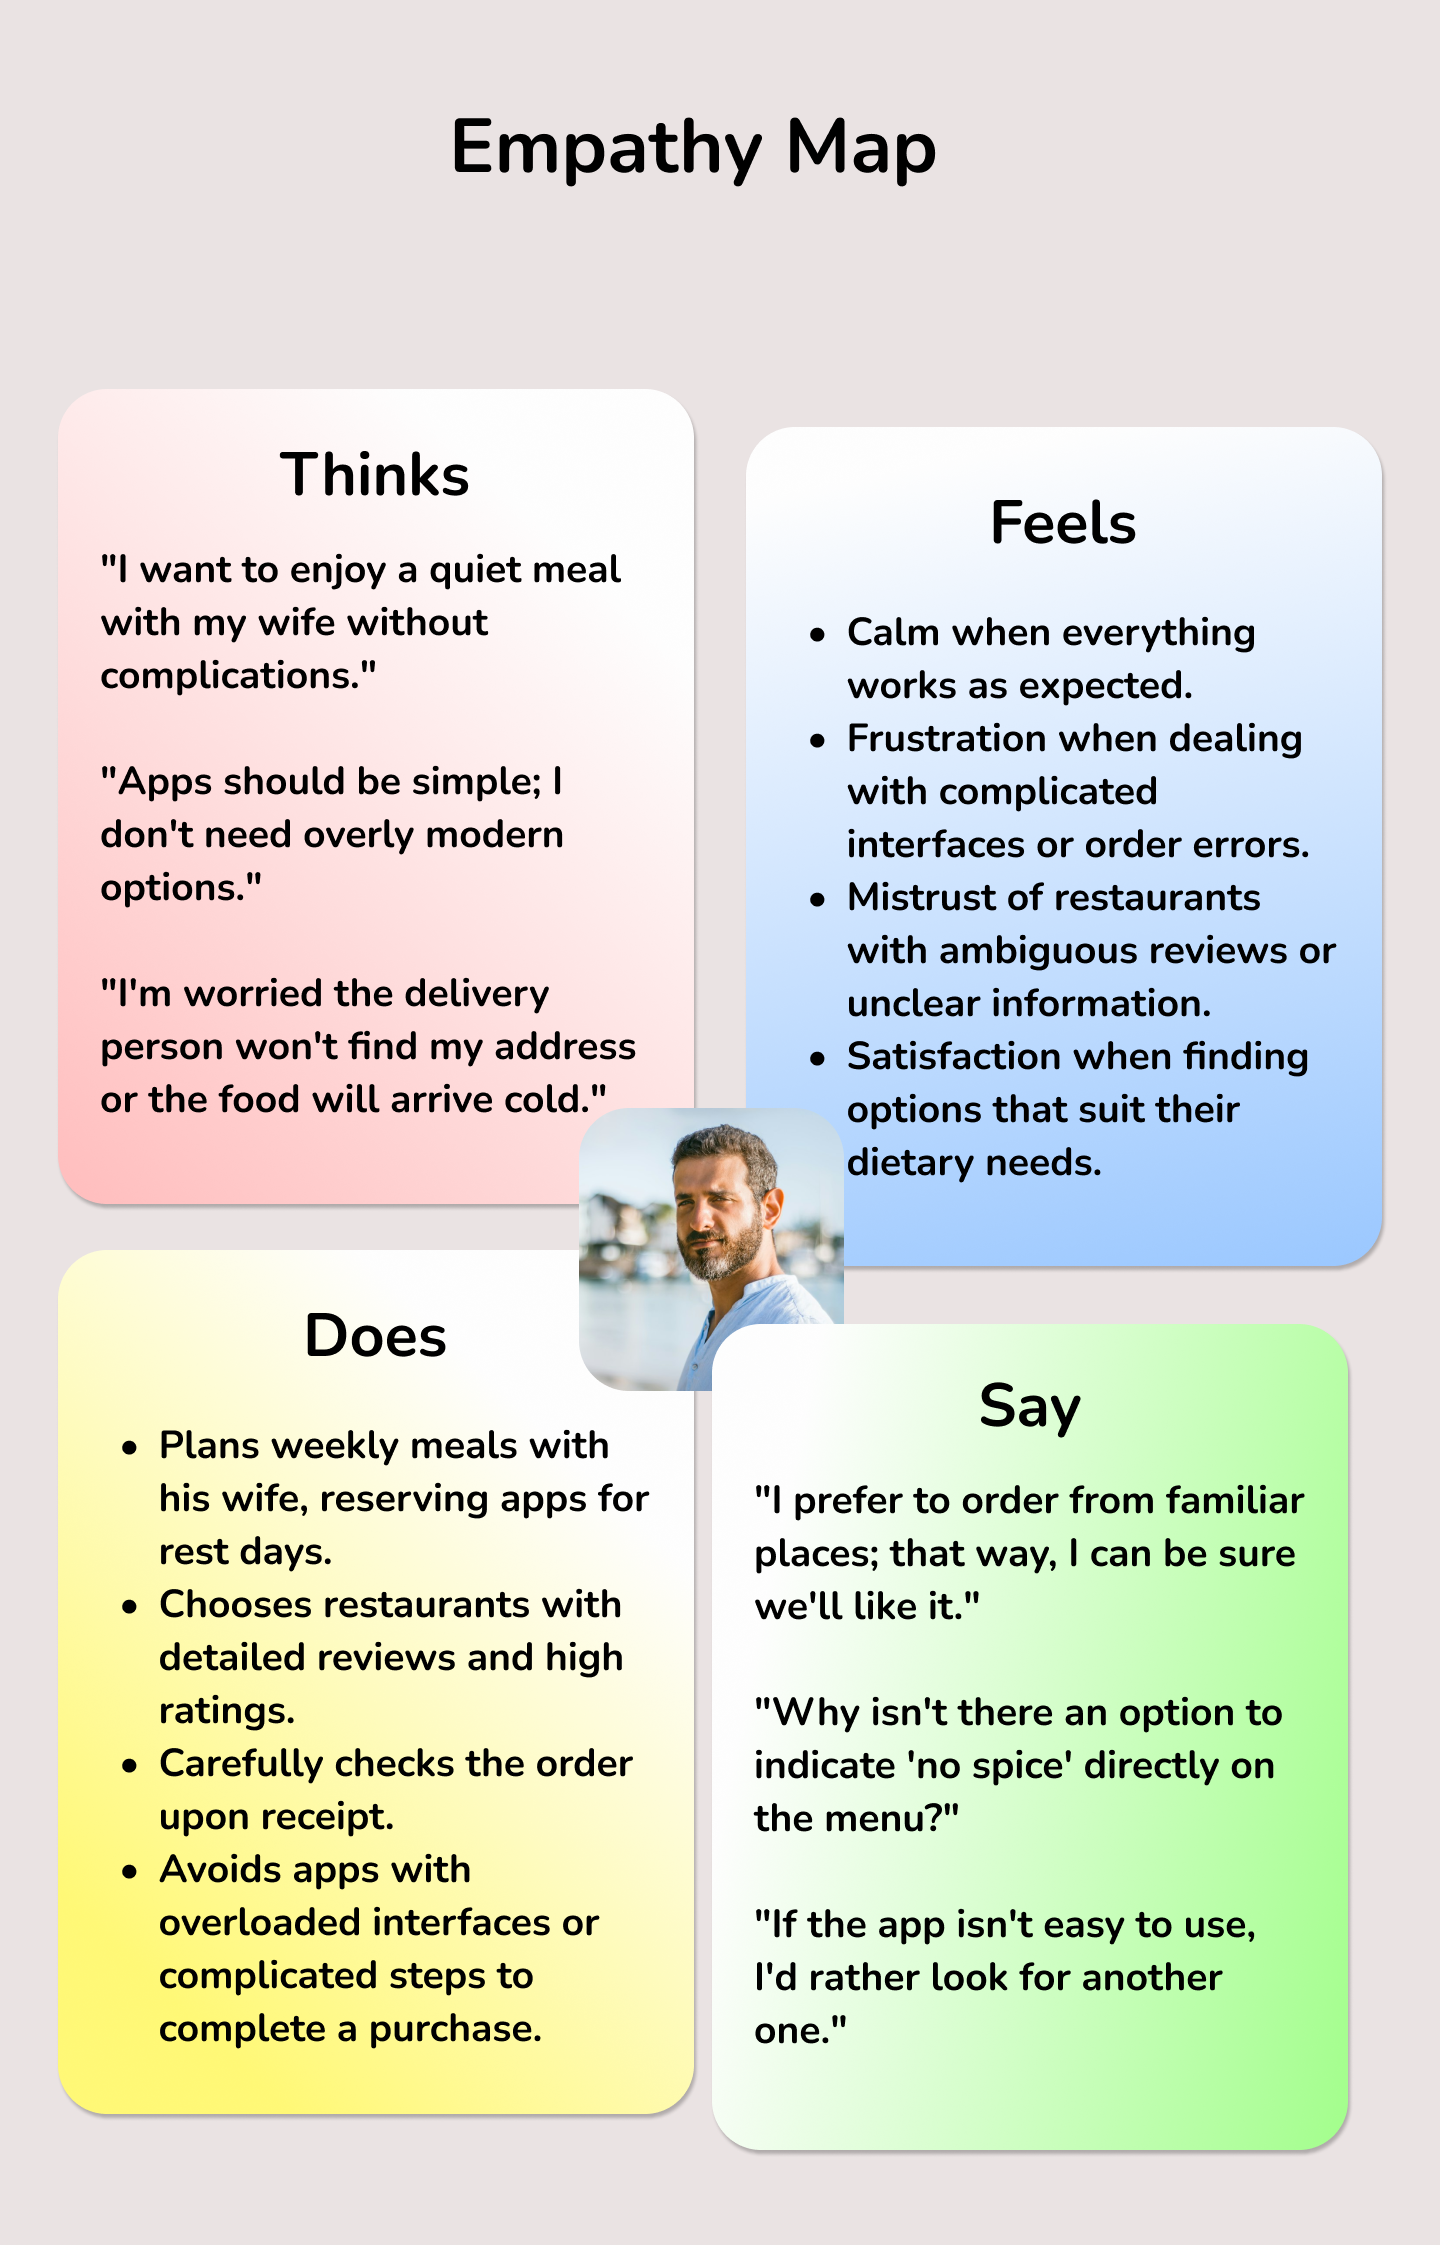 Empathy Map
Thinks
"I want to enjoy a quiet meal
with my wife without
complications."
"Apps should be simple; I
don't need overly modern
options."
"I'm worried the delivery
person won't find my address
or the food will arrive cold."
Feels
• Calm when everything
works as expected.
• Frustration when dealing
with complicated
interfaces or order errors.
• Mistrust of restaurants
with ambiguous reviews or
unclear information.
• Satisfaction when finding
options that suit their
dietary needs.
Does
• Plans weekly meals with
his wife, reserving apps for
rest days.
• Chooses restaurants with
detailed reviews and high
ratings.
• Carefully checks the order
upon receipt.
• Avoids apps with
overloaded interfaces or
complicated steps to
complete a purchase.
Say
"I prefer to order from familiar
places; that way, I can be sure
we'll like it."
"Why isn't there an option to
indicate 'no spice' directly on
the menu?"
"If the app isn't easy to use,
I'd rather look for another
one."